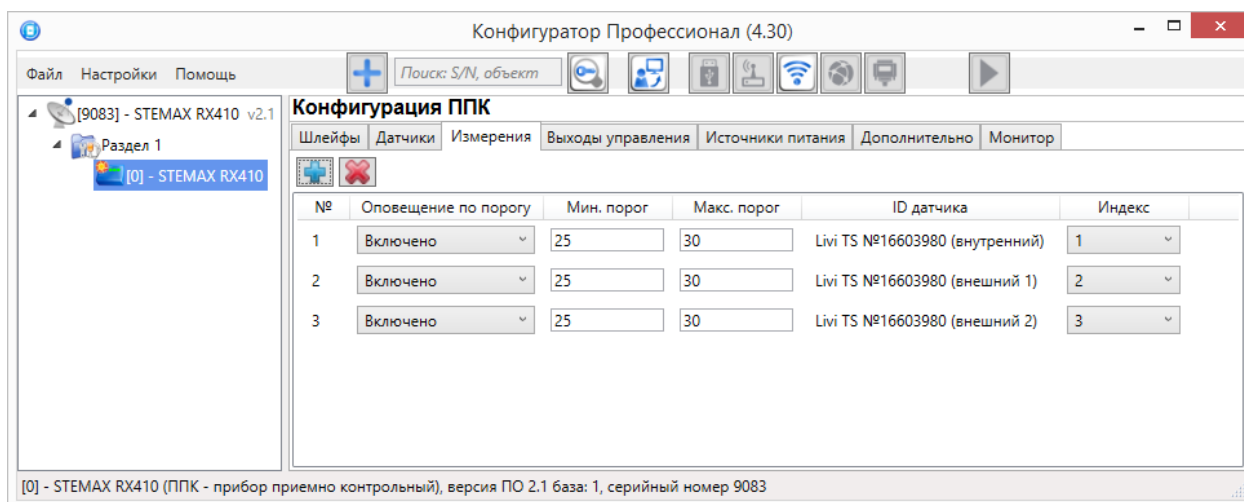 Конфигуратор Профессионал (4.30)
Файл Настройки Помощь Поиск: S/N, объект
[9083] - STEMAX RX410 v2.1
Раздел 1
[0] - STEMAX RX410
Конфигурация ППК
Шлейфы Датчики Измерения Выходы управления Источники питания Дополнительно Монитор
№ Оповещение по порогу Мин. порог Макс. порог ID датчика Индекс
1 Включено 25 30 Livi TS №16603980 (внутренний) 1
2 Включено 25 30 Livi TS №16603980 (внешний 1) 2
3 Включено 25 30 Livi TS №16603980 (внешний 2) 3
[0] - STEMAX RX410 (ППК - прибор приемно контрольный), версия ПО 2.1 база: 1, серийный номер 9083